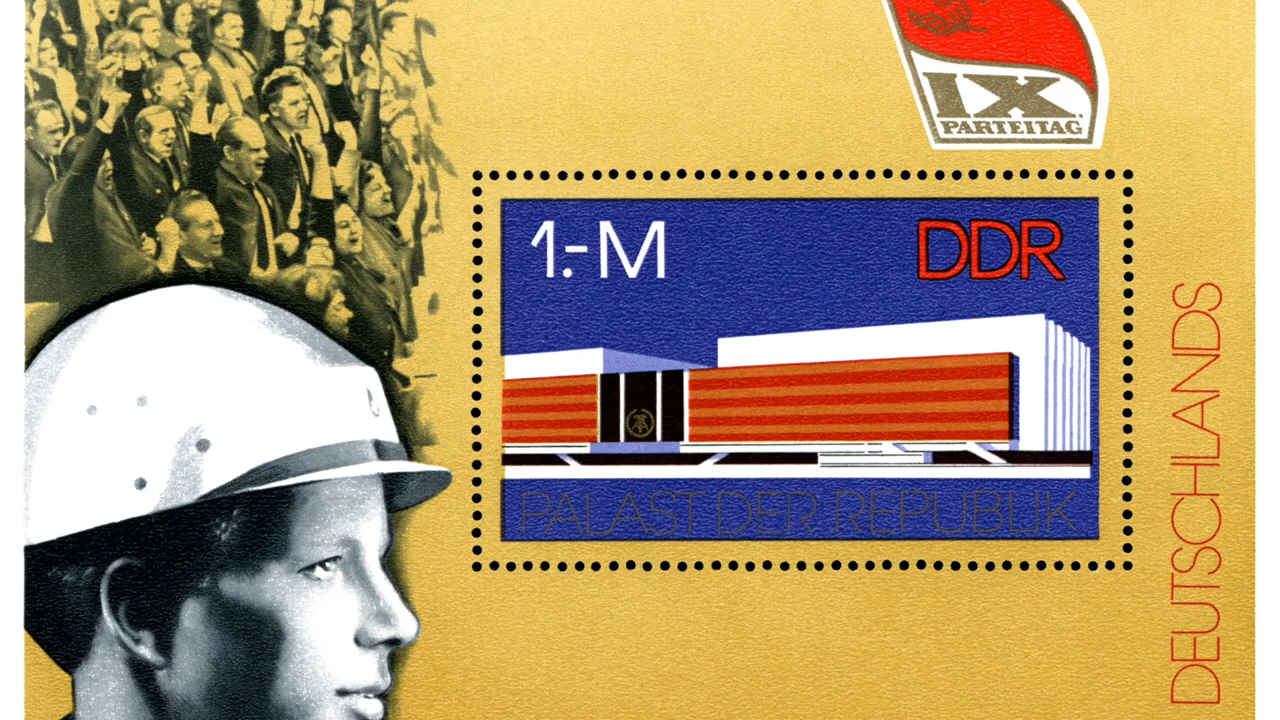 IX.
PARTEITAG
1.-M
DDR
PALAST DER REPUBLIK
DEUTSCHLANDS